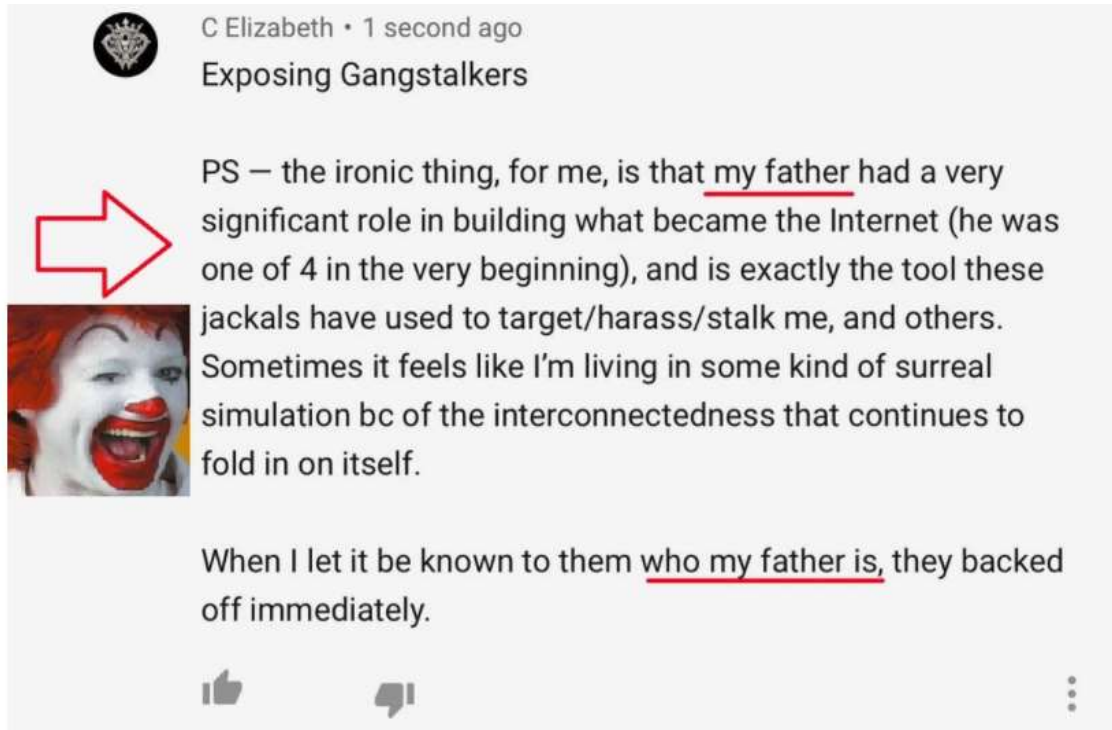 C Elizabeth • 1 second ago
Exposing Gangstalkers
PS — the ironic thing, for me, is that my father had a very
significant role in building what became the Internet (he was
one of 4 in the very beginning), and is exactly the tool these
jackals have used to target/harass/stalk me, and others.
Sometimes it feels like I’m living in some kind of surreal
simulation bc of the interconnectedness that continues to
fold in on itself.
When I let it be known to them who my father is, they backed
off immediately.